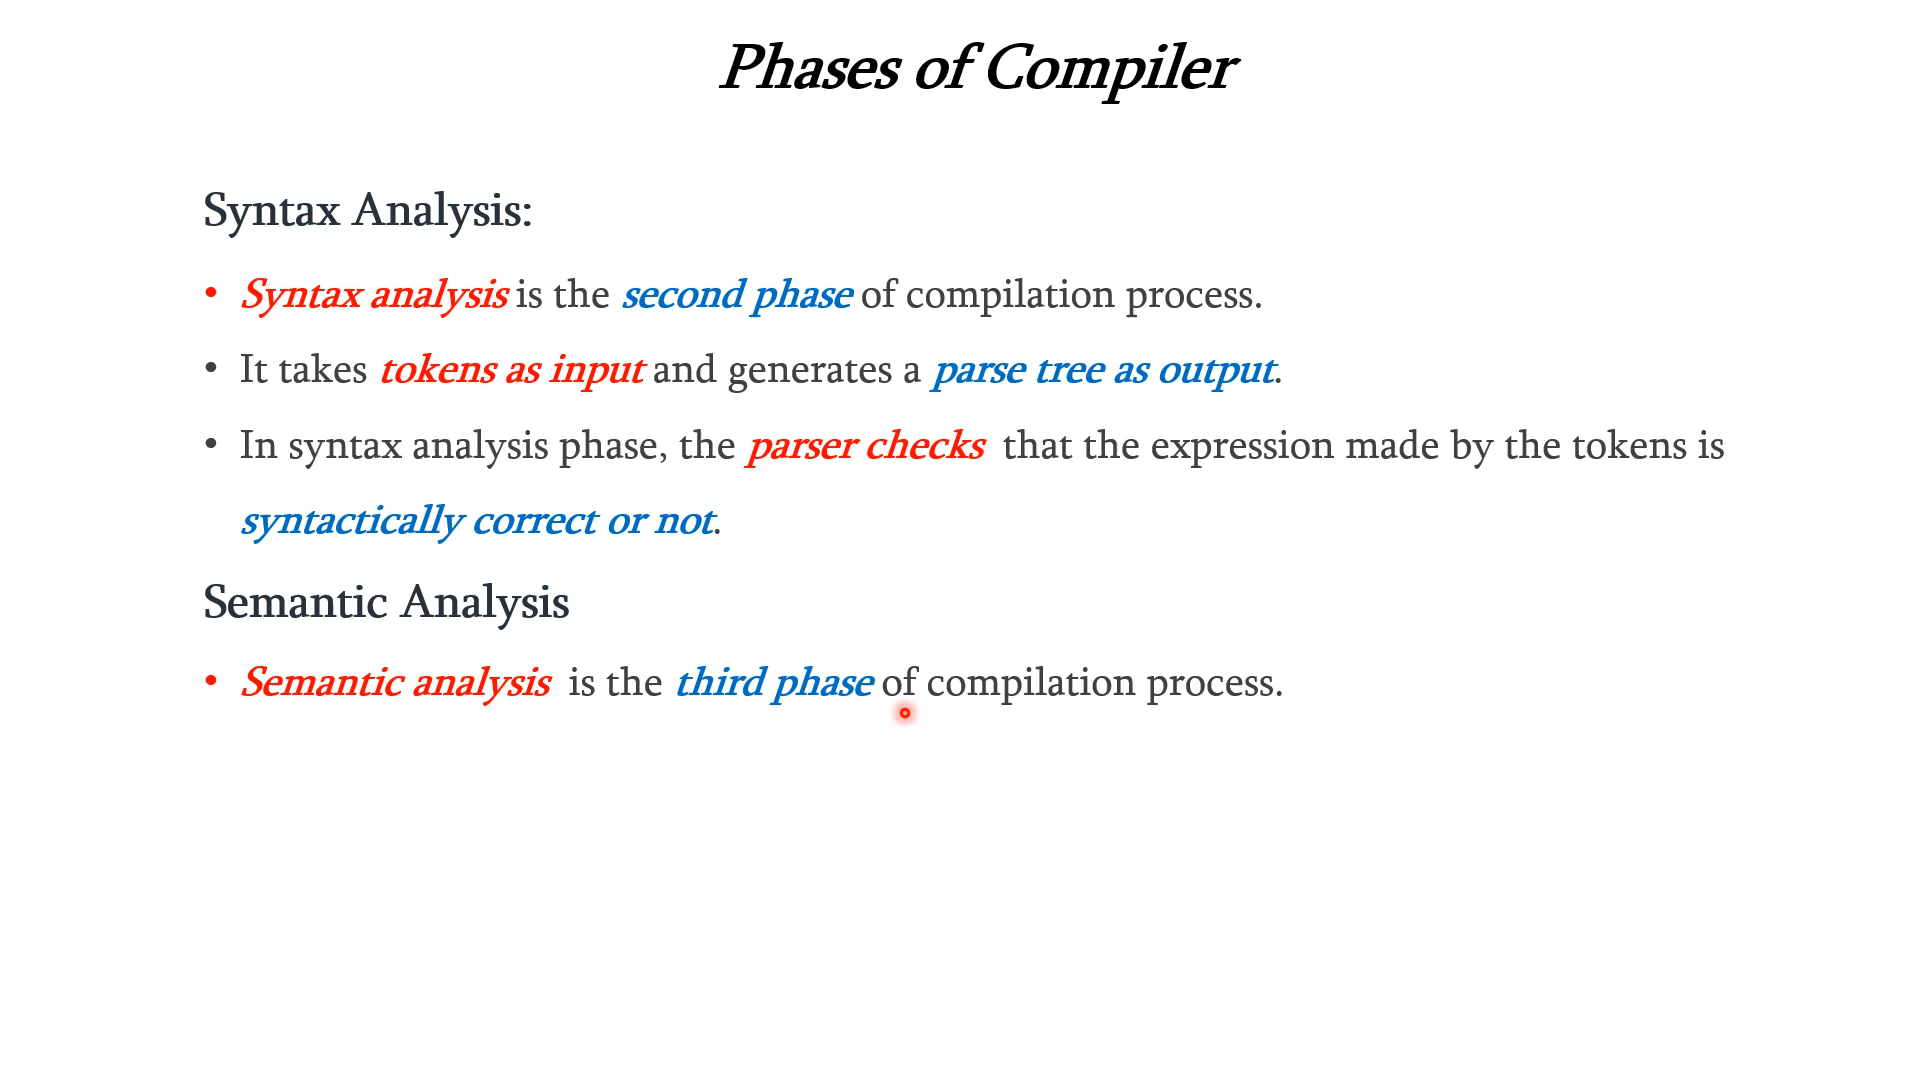 Phases of Compiler
Syntax Analysis:
• Syntax analysis is the second phase of compilation process.
• It takes tokens as input and generates a parse tree as output.
• In syntax analysis phase, the parser checks that the expression made by the tokens is
syntactically correct or not.
Semantic Analysis
• Semantic analysis is the third phase of compilation process.